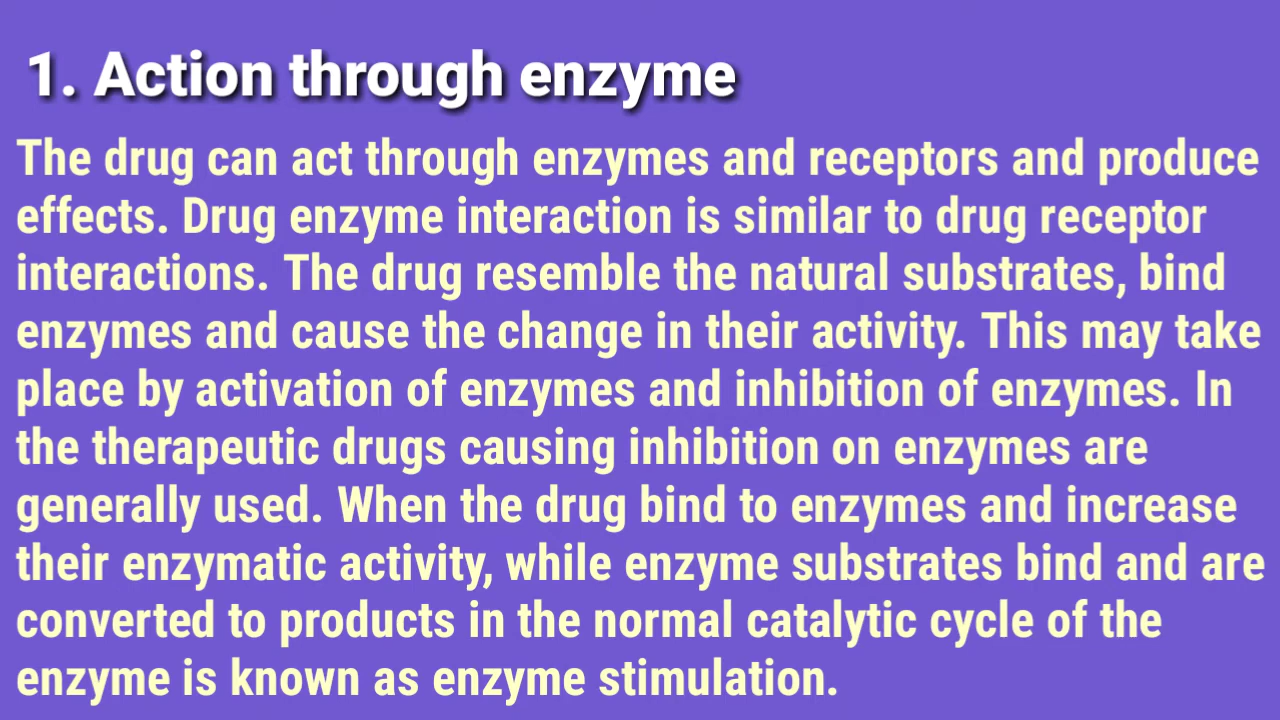 1. Action through enzyme
The drug can act through enzymes and receptors and produce
effects. Drug enzyme interaction is similar to drug receptor
interactions. The drug resemble the natural substrates, bind
enzymes and cause the change in their activity. This may take
place by activation of enzymes and inhibition of enzymes. In
the therapeutic drugs causing inhibition on enzymes are
generally used. When the drug bind to enzymes and increase
their enzymatic activity, while enzyme substrates bind and are
converted to products in the normal catalytic cycle of the
enzyme is known as enzyme stimulation.